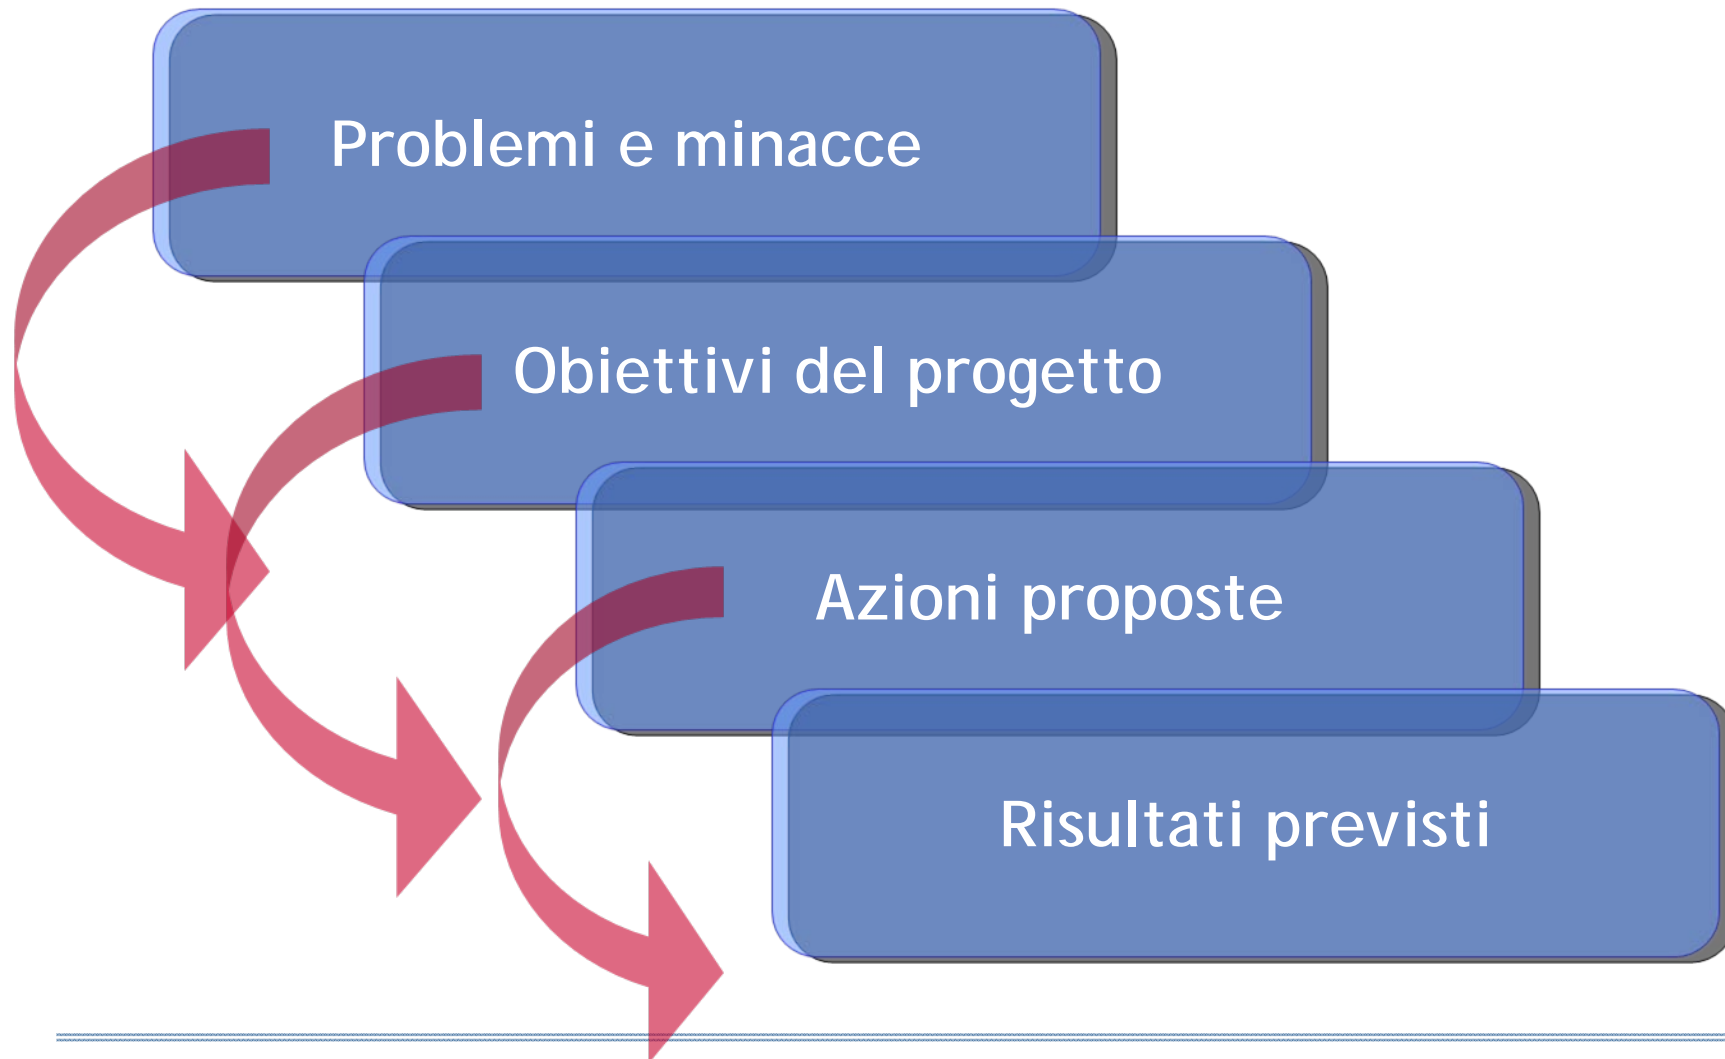 Problemi e minacce
Obiettivi del progetto
Azioni proposte
Risultati previsti